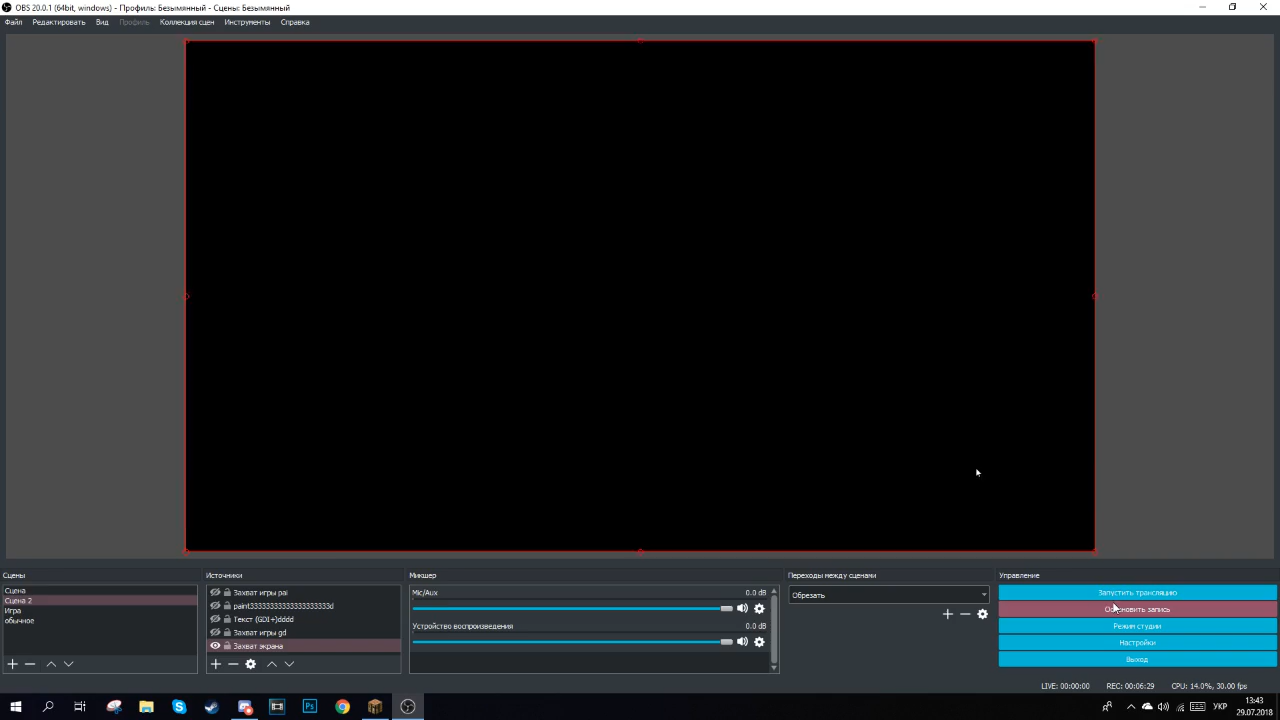 OBS 20.0.1 (64bit, windows) - Профиль: Безымянный - Сцены: Безымянный
Файл Редактировать Вид Профиль Коллекция сцен Инструменты Справка
Сцены
Сцена
Сцена 2
Игра
обычное
Источники
Захват игры pai
Текст (GDI+)dddd
Захват игры gd
Захват экрана
Микшер
Mic/Aux 0.0 dB
Устройство воспроизведения 0.0 dB
Переходы между сценами
Обрезать
Управление
Запустить трансляцию
запись
Режим студии
Настройки
Выход
LIVE: 00:00:00 REC: 00:06:29 CPU: 14.0%, 30.00 fps
Ps
УКР
13:43
29.07.2018